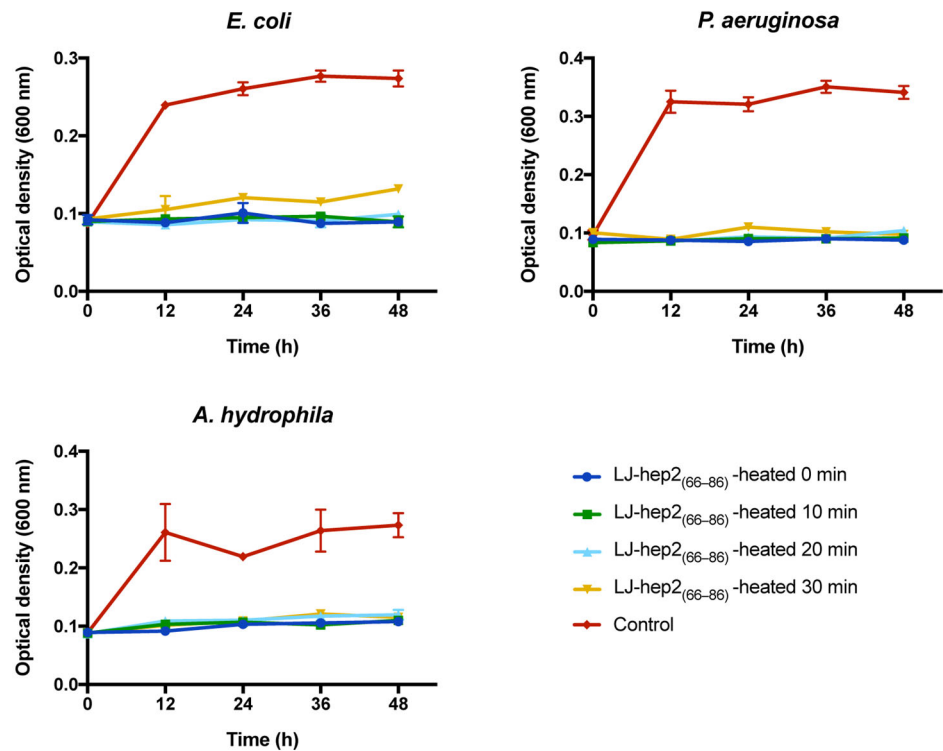 E. coli
Optical density (600 nm)
0.3
0.2
0.1
0.0
0 12 24 36 48
Time (h)
P. aeruginosa
Optical density (600 nm)
0.4
0.3
0.2
0.1
0.0
0 12 24 36 48
Time (h)
A. hydrophila
Optical density (600 nm)
0.4
0.3
0.2
0.1
0.0
0 12 24 36 48
Time (h)
LJ-hep2(66–86) -heated 0 min
LJ-hep2(66–86) -heated 10 min
LJ-hep2(66–86) -heated 20 min
LJ-hep2(66–86) -heated 30 min
Control